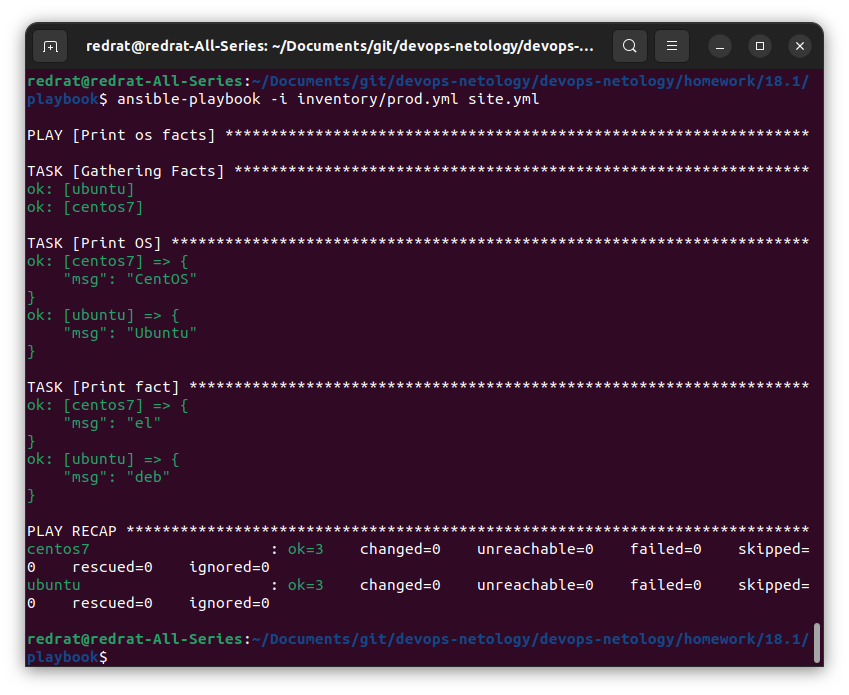 redrat@redrat-All-Series: ~/Documents/git/devops-netology/devops-...
redrat@redrat-All-Series:~/Documents/git/devops-netology/devops-netology/homework/18.1/
playbook$ ansible-playbook -i inventory/prod.yml site.yml
PLAY [Print os facts] *****************************************************************
TASK [Gathering Facts] ****************************************************************
ok: [ubuntu]
ok: [centos7]
TASK [Print OS] ***********************************************************************
ok: [centos7] => {
    "msg": "CentOS"
}
ok: [ubuntu] => {
    "msg": "Ubuntu"
}
TASK [Print fact] *********************************************************************
ok: [centos7] => {
    "msg": "el"
}
ok: [ubuntu] => {
    "msg": "deb"
}
PLAY RECAP ****************************************************************************
centos7                    : ok=3    changed=0    unreachable=0    failed=0    skipped=
0    rescued=0    ignored=0
ubuntu                     : ok=3    changed=0    unreachable=0    failed=0    skipped=
0    rescued=0    ignored=0
redrat@redrat-All-Series:~/Documents/git/devops-netology/devops-netology/homework/18.1/
playbook$